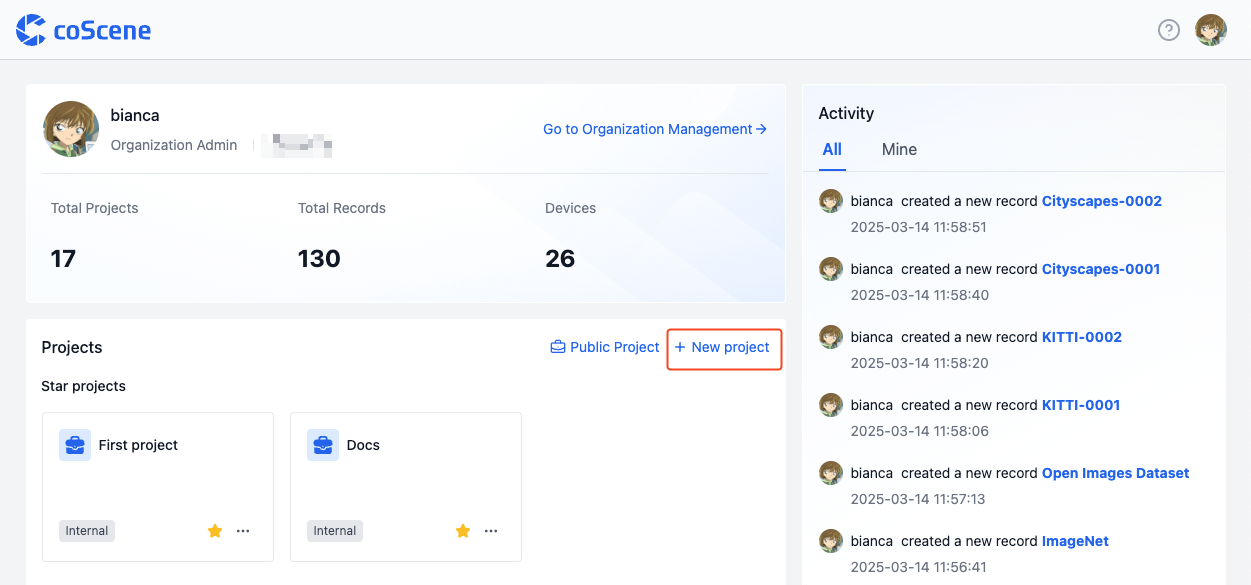 coScene
bianca
Organization Admin
Go to Organization Management
Total Projects
Total Records
Devices
17
130
26
Projects
Public Project
+ New project
Star projects
First project
Docs
Internal
Internal
Activity
All
Mine
bianca created a new record Cityscapes-0002
2025-03-14 11:58:51
bianca created a new record Cityscapes-0001
2025-03-14 11:58:40
bianca created a new record KITTI-0002
2025-03-14 11:58:20
bianca created a new record KITTI-0001
2025-03-14 11:58:06
bianca created a new record Open Images Dataset
2025-03-14 11:57:13
bianca created a new record ImageNet
2025-03-14 11:56:41